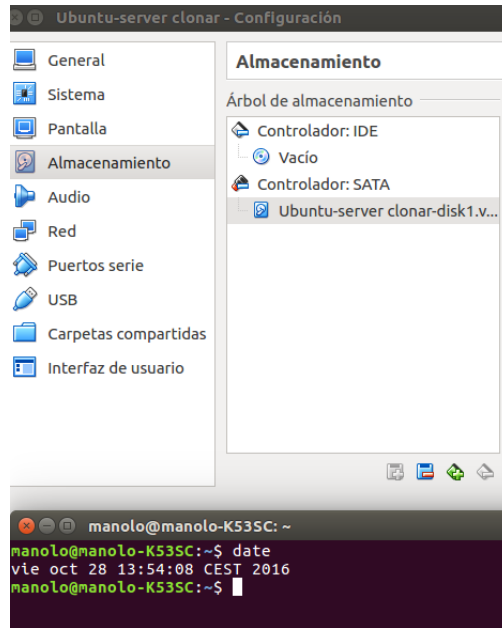 Ubuntu-server clonar - Configuración
General
Sistema
Pantalla
Almacenamiento
Audio
Red
Puertos serie
USB
Carpetas compartidas
Interfaz de usuario
Almacenamiento
Árbol de almacenamiento
Controlador: IDE
Vacío
Controlador: SATA
Ubuntu-server clonar-disk1.v...
manolo@manolo-K53SC: ~
manolo@manolo-K53SC:~$ date
vie oct 28 13:54:08 CEST 2016
manolo@manolo-K53SC:~$